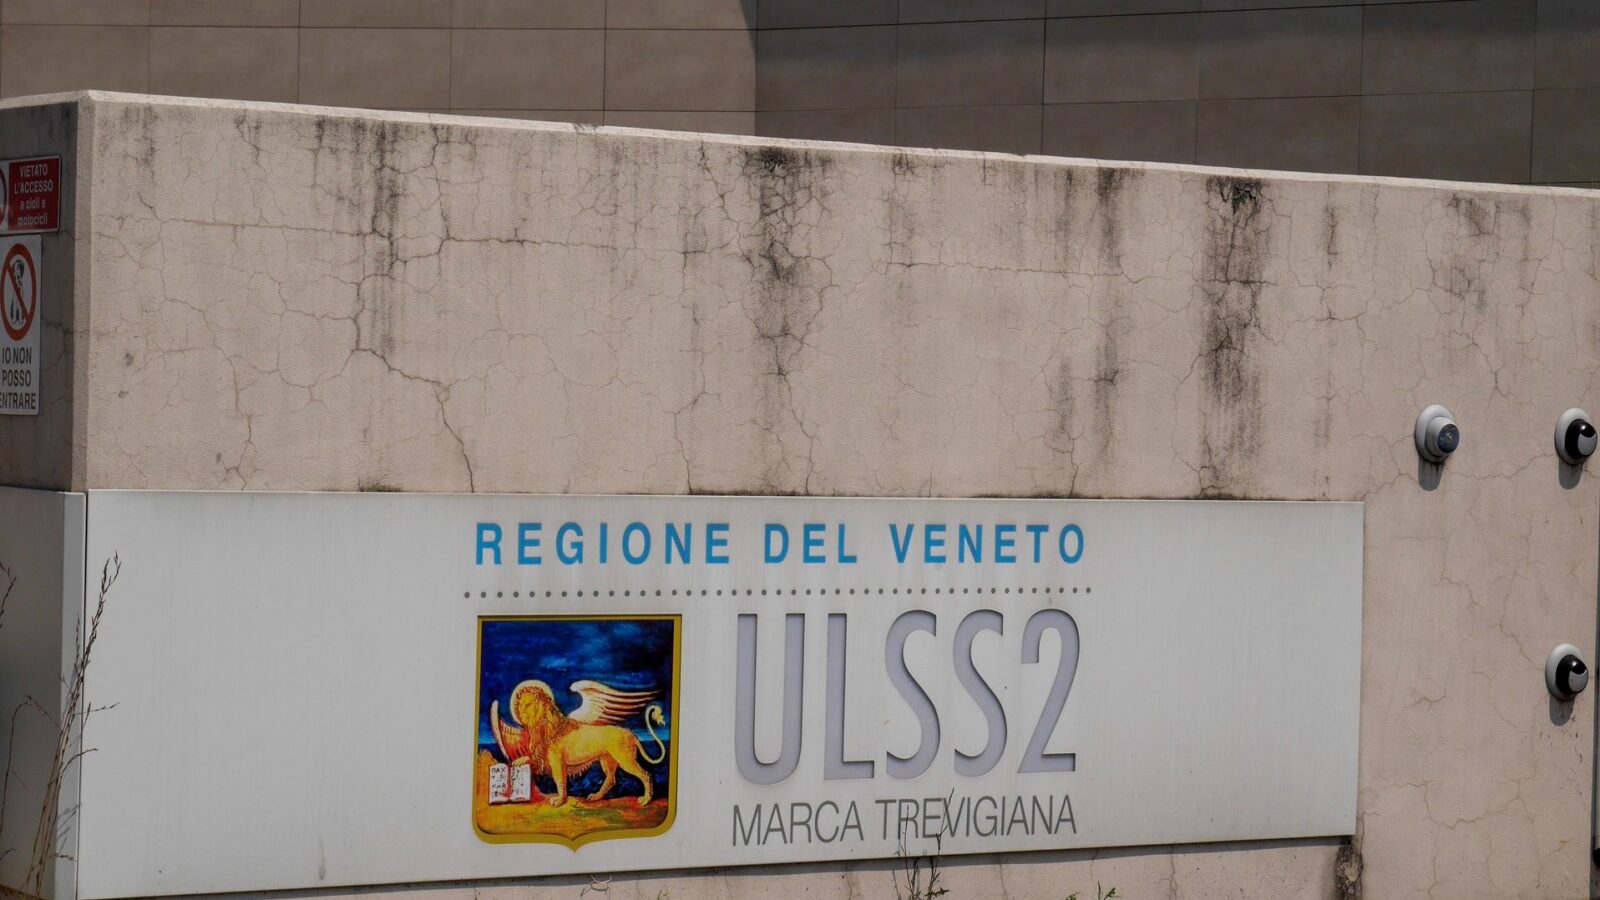 VIETATO
L'ACCESSO
a cicli e
motocicli
IO NON
POSSO
ENTRARE
REGIONE DEL VENETO
ULSS2
MARCA TREVIGIANA